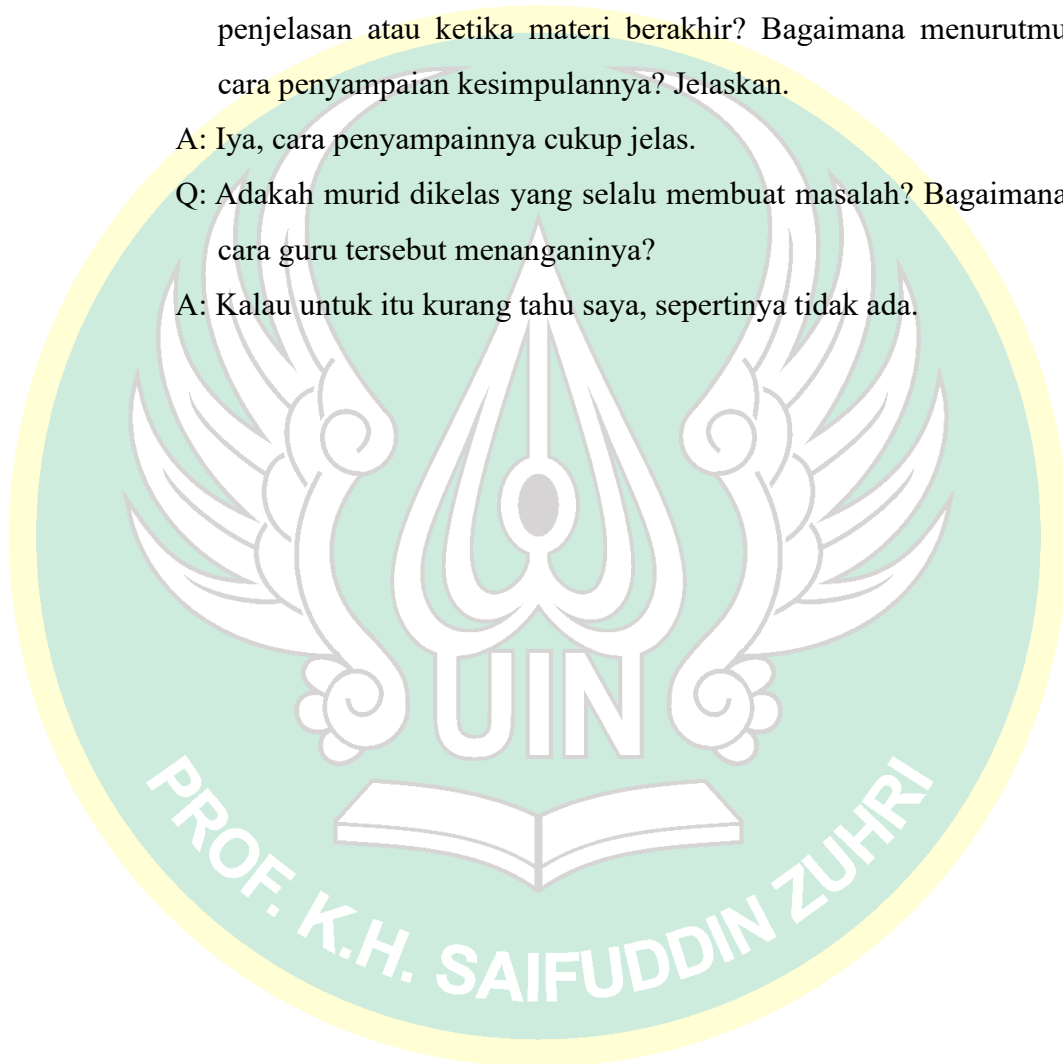 penjelasan atau ketika materi berakhir? Bagaimana menurutmu
cara penyampaian kesimpulannya? Jelaskan.
A: Iya, cara penyampainnya cukup jelas.
Q: Adakah murid dikelas yang selalu membuat masalah? Bagaimana
cara guru tersebut menanganinya?
A: Kalau untuk itu kurang tahu saya, sepertinya tidak ada.
UIN
PROF. K.H. SAIFUDDIN ZUHRI